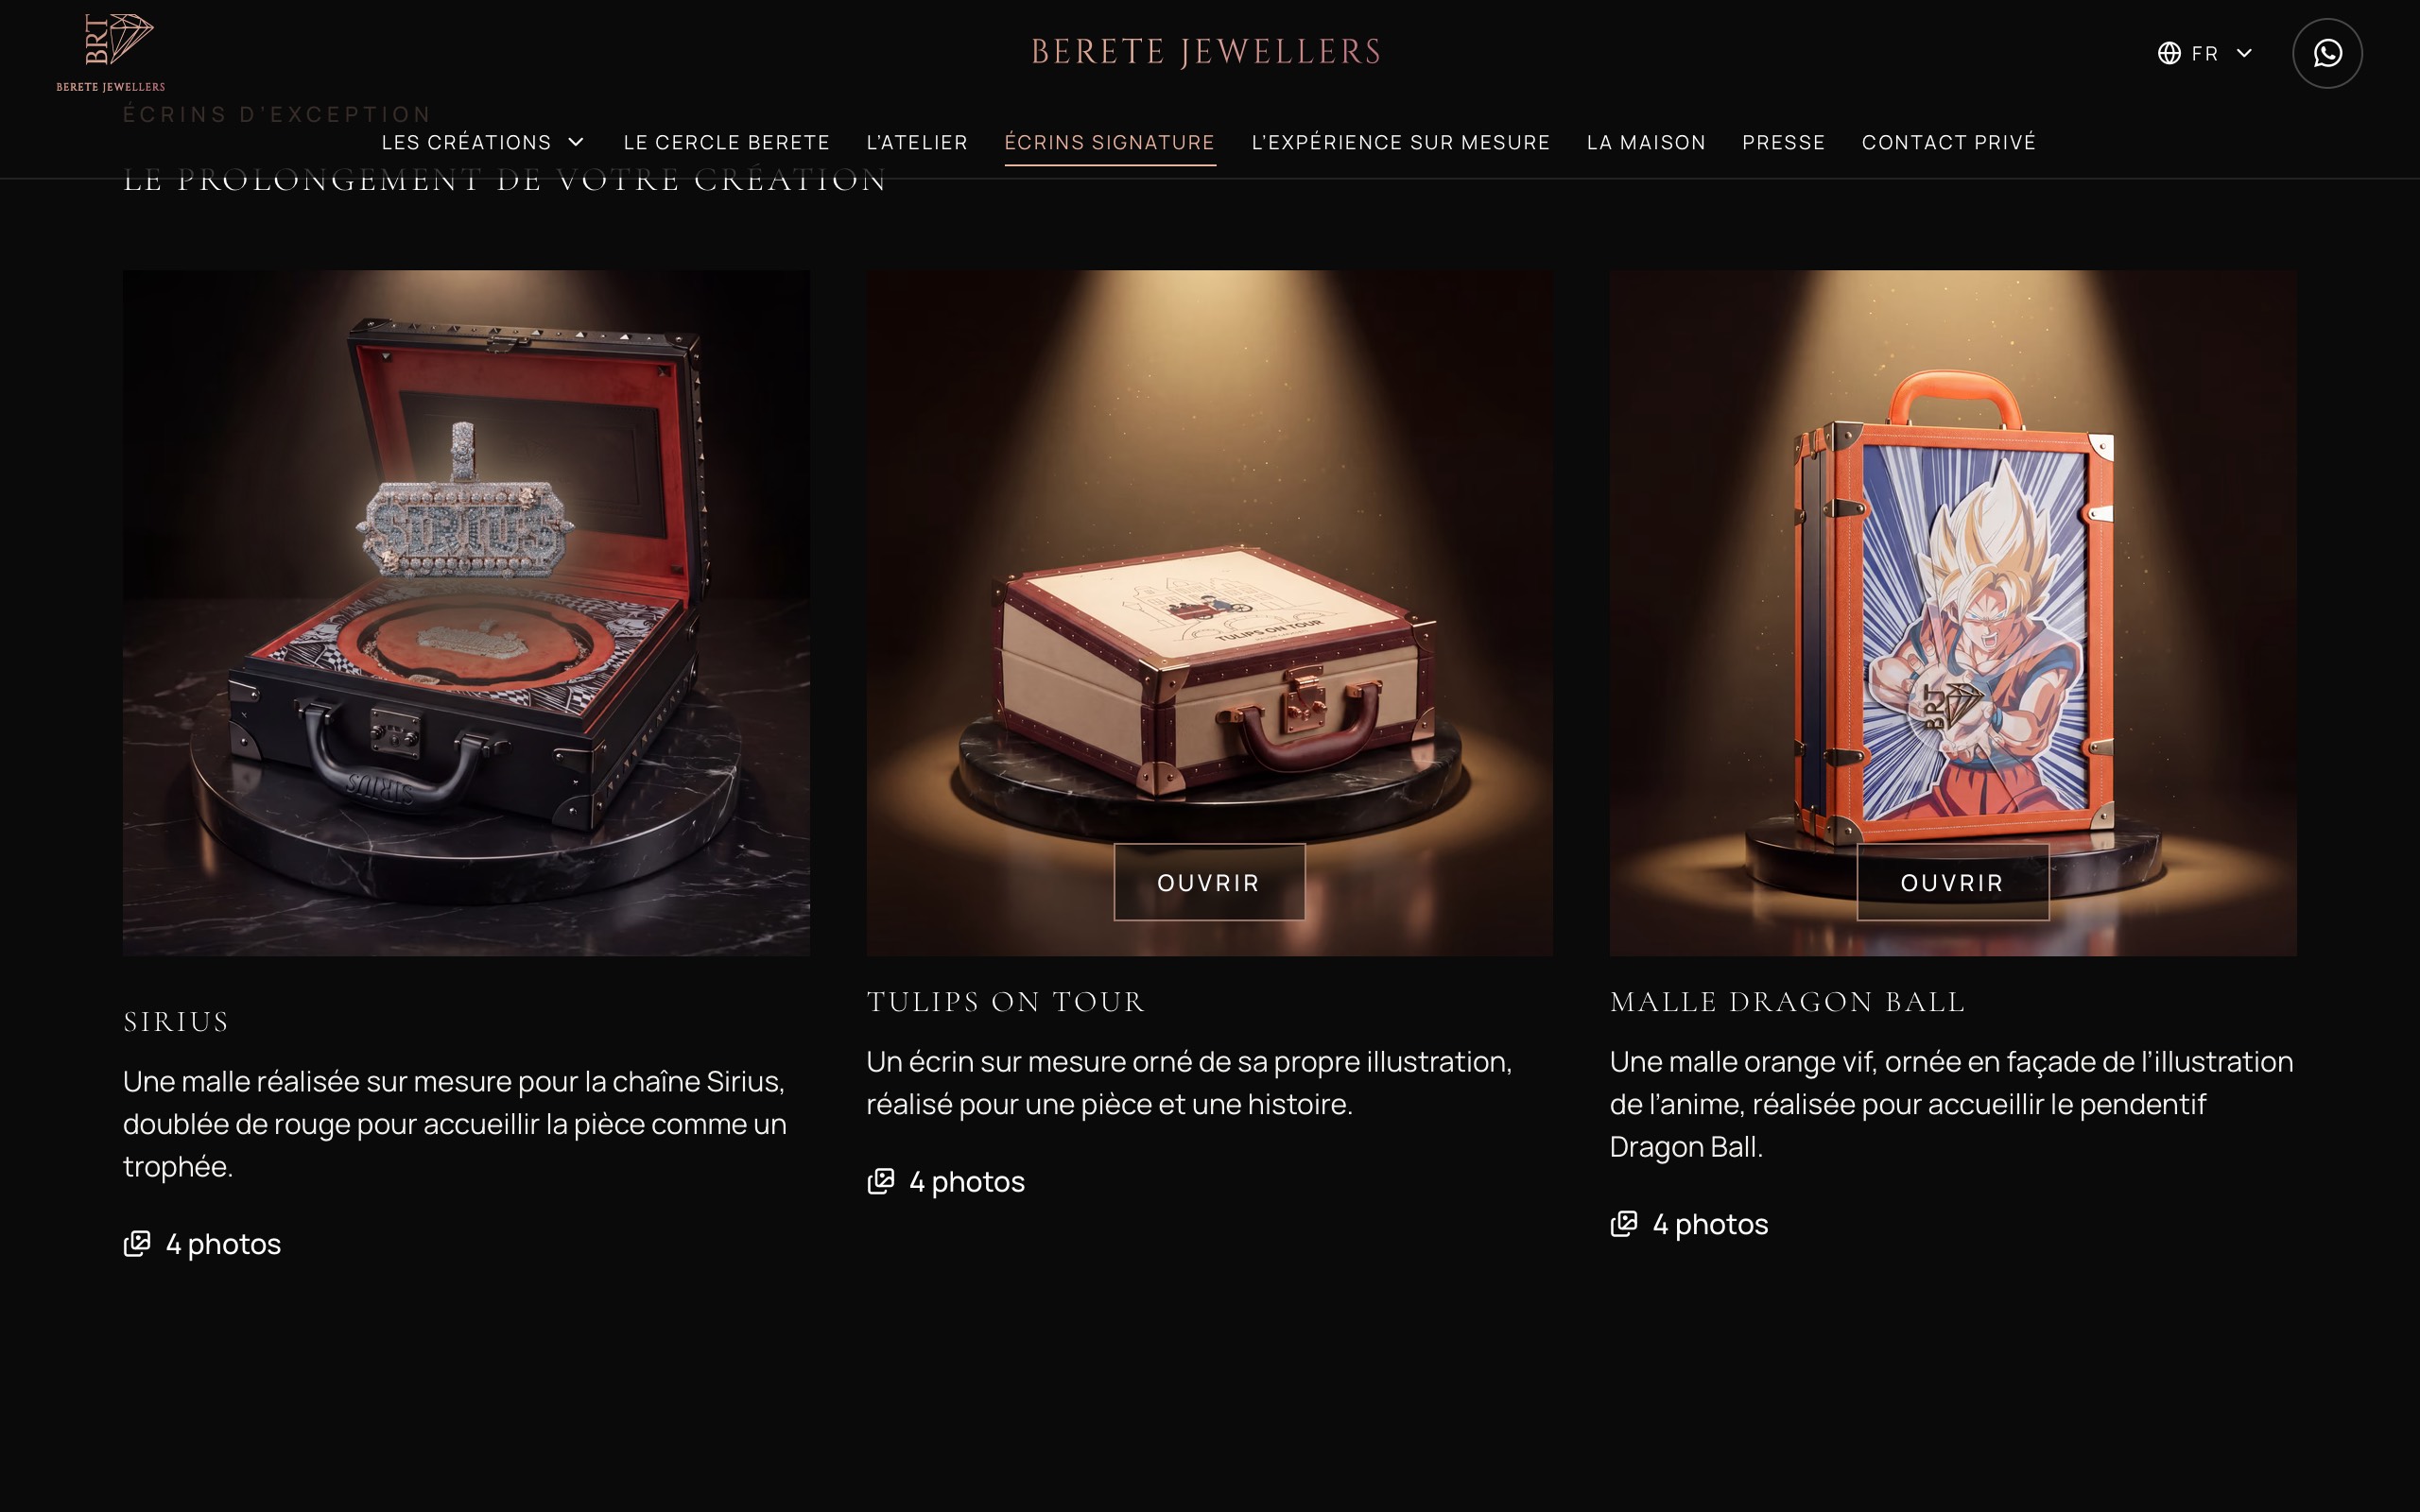 BRT
BERETE JEWELLERS
BERETE JEWELLERS
FR
ÉCRINS D’EXCEPTION
LES CRÉATIONS
LE CERCLE BERETE
L’ATELIER
ÉCRINS SIGNATURE
L’EXPÉRIENCE SUR MESURE
LA MAISON
PRESSE
CONTACT PRIVÉ
LE PROLONGEMENT DE VOTRE CRÉATION
SIRIUS
SIRIUS
TULIPS ON TOUR
OUVRIR
BRT
OUVRIR
SIRIUS
Une malle réalisée sur mesure pour la chaîne Sirius,
doublée de rouge pour accueillir la pièce comme un
trophée.
4 photos
TULIPS ON TOUR
Un écrin sur mesure orné de sa propre illustration,
réalisé pour une pièce et une histoire.
4 photos
MALLE DRAGON BALL
Une malle orange vif, ornée en façade de l’illustration
de l’anime, réalisée pour accueillir le pendentif
Dragon Ball.
4 photos